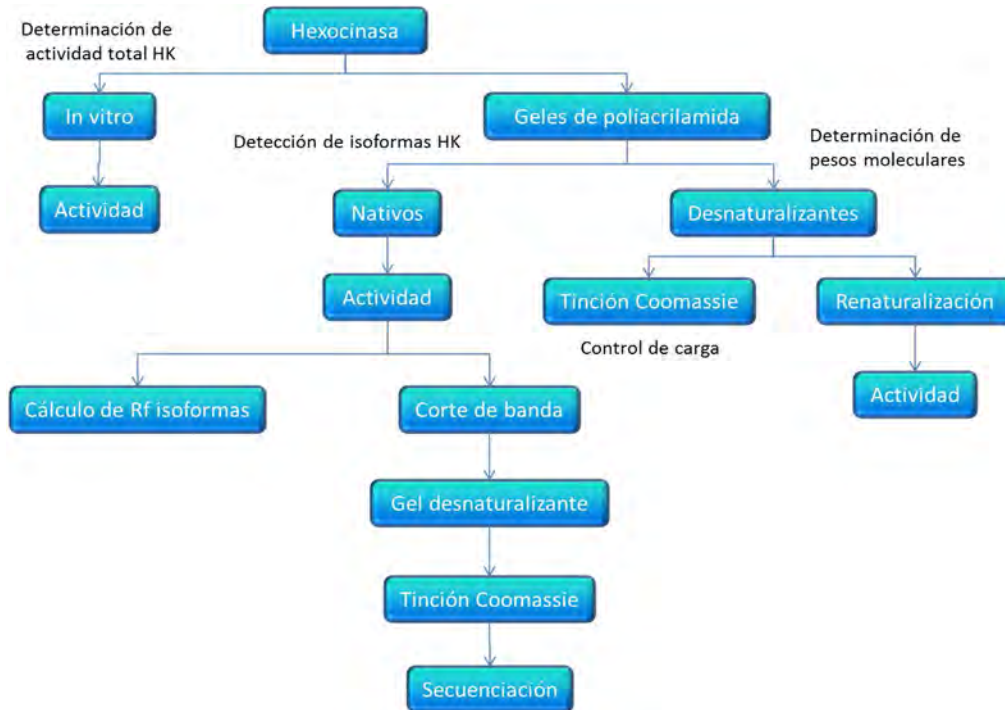 Determinación de
actividad total HK
Hexocinasa
In vitro
Geles de poliacrilamida
Detección de isoformas HK
Determinación de
pesos moleculares
Actividad
Nativos
Desnaturalizantes
Actividad
Tinción Coomassie
Renaturalización
Control de carga
Cálculo de Rf isoformas
Corte de banda
Actividad
Gel desnaturalizante
Tinción Coomassie
Secuenciación